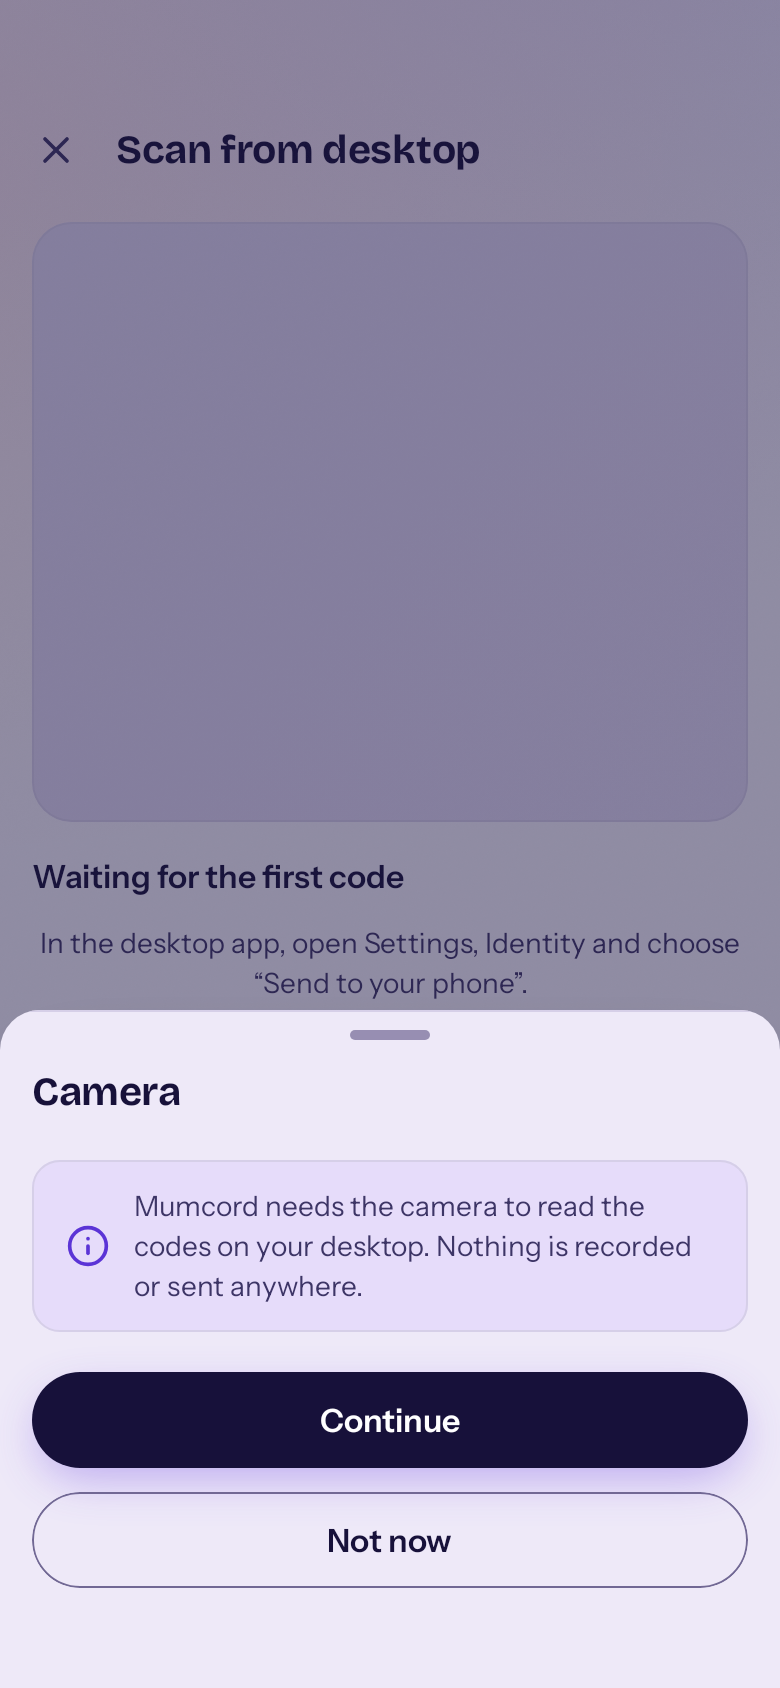 Scan from desktop
Waiting for the first code
In the desktop app, open Settings, Identity and choose
“Send to your phone”.
Camera
Mumcord needs the camera to read the
codes on your desktop. Nothing is recorded
or sent anywhere.
Continue
Not now